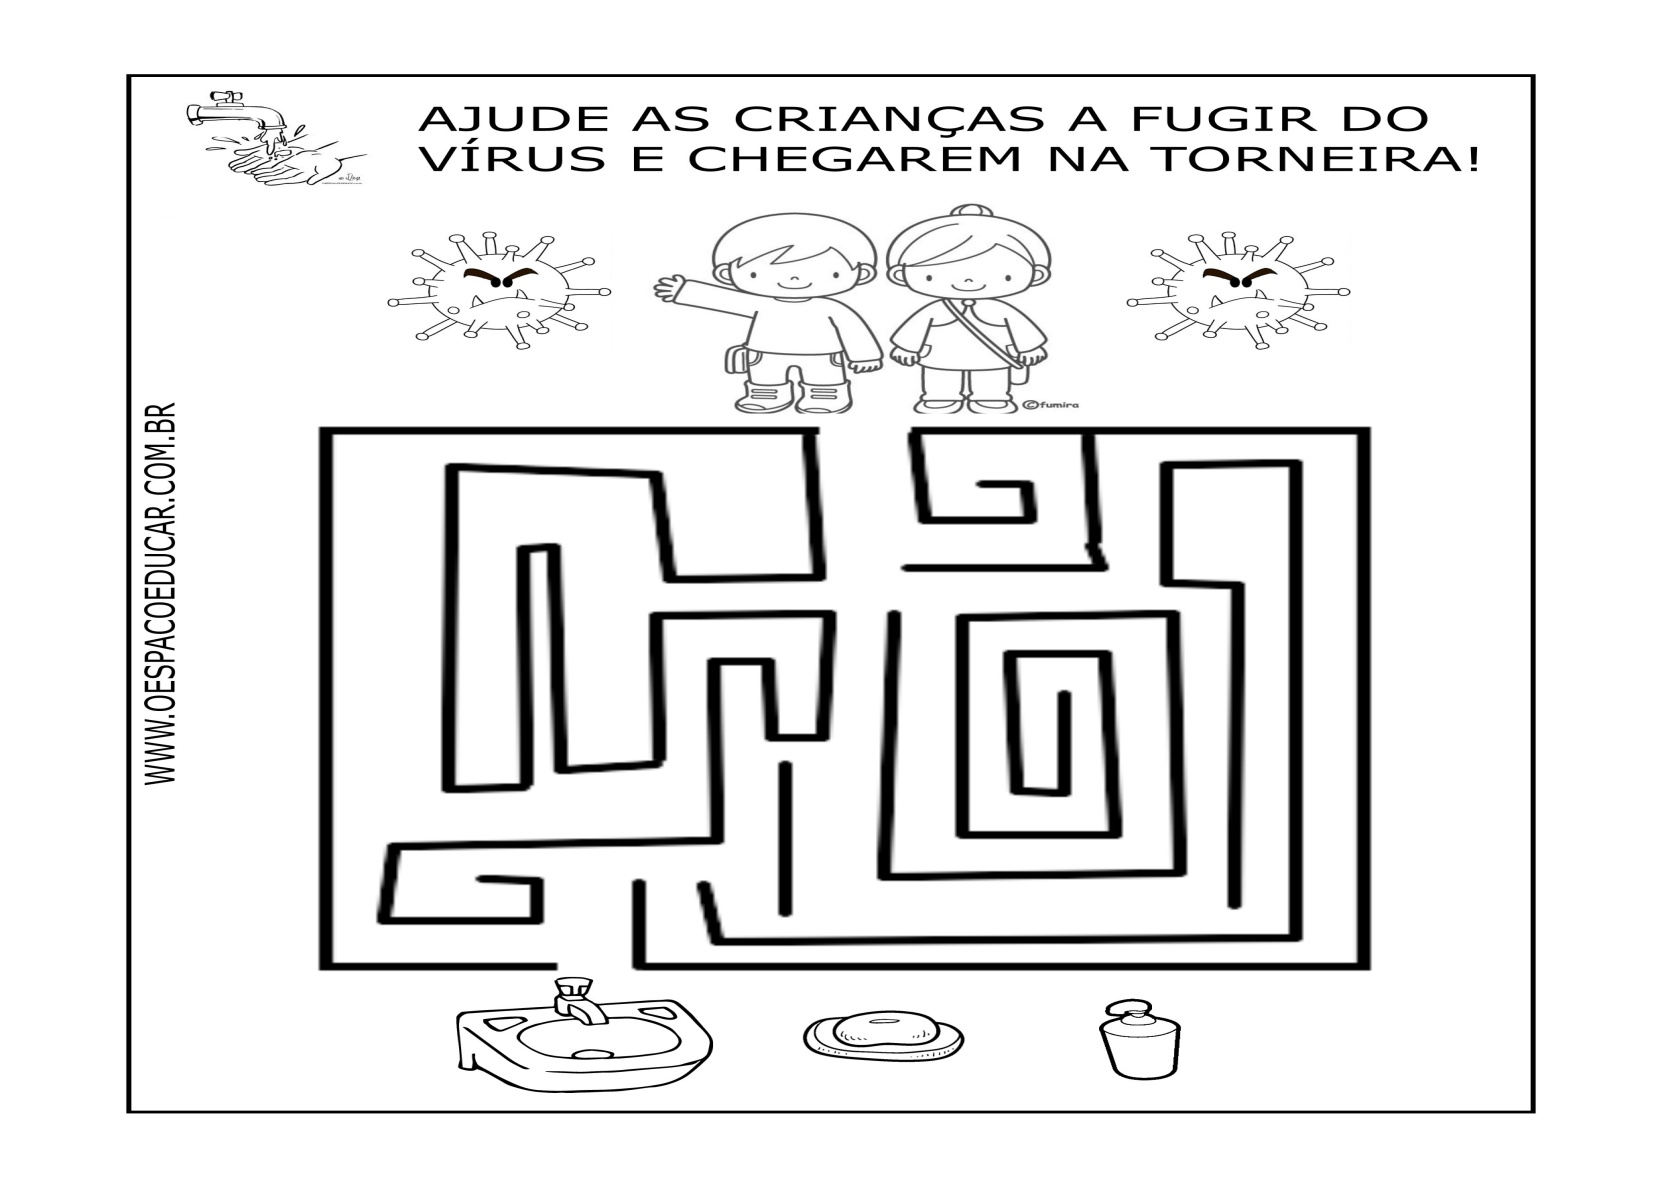 AJUDE AS CRIANÇAS A FUGIR DO
VÍRUS E CHEGAREM NA TORNEIRA!
©fumira
WWW.OESPACOEDUCAR.COM.BR